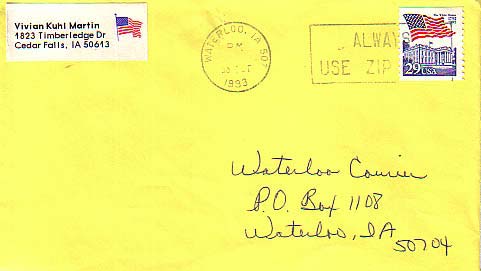 Vivian Kuhl Martin
1823 Timberledge Dr
Cedar Falls, IA 50613
WATERLOO, IA 507
PM
1993
ALWAYS
USE ZIP
29 USA
Waterloo Courier
P.O. Box 1108
Waterloo, IA
50704